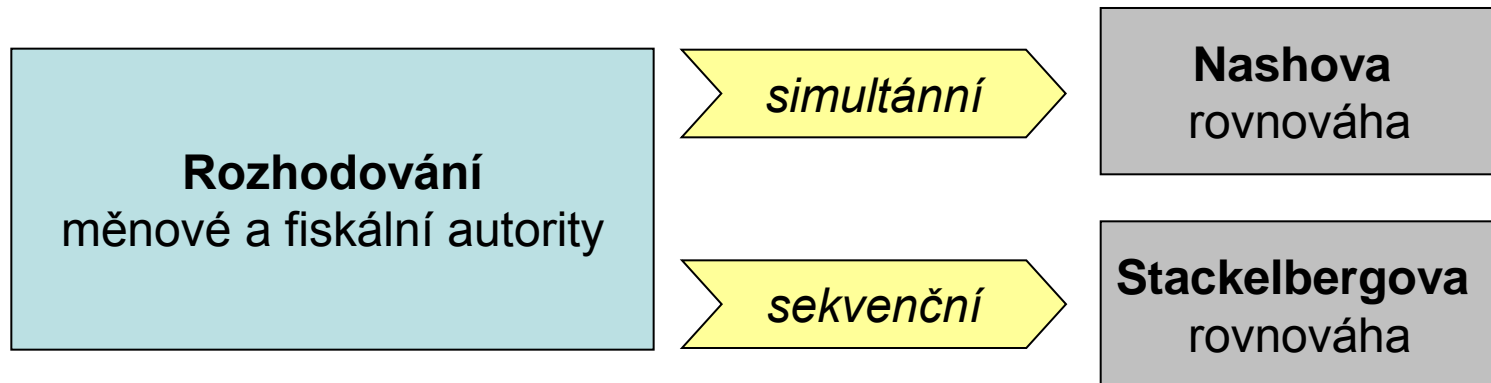 Rozhodování
měnové a fiskální autority
simultánní
Nashova
rovnováha
sekvenční
Stackelbergova
rovnováha